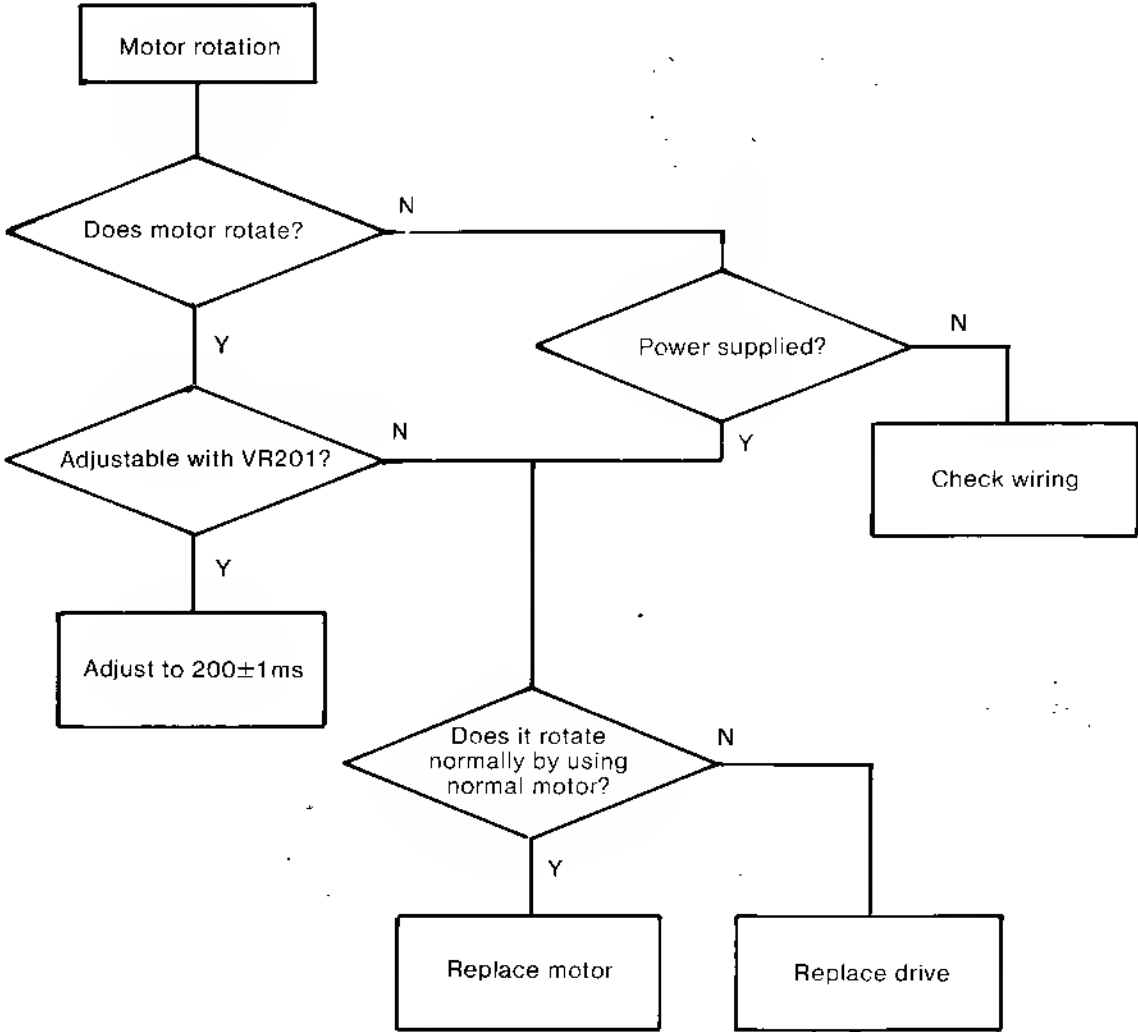 Motor rotation
Does motor rotate?
N
Y
Power supplied?
N
Y
Check wiring
Adjustable with VR201?
N
Y
Adjust to 200±1ms
Does it rotate
normally by using
normal motor?
N
Y
Replace motor
Replace drive